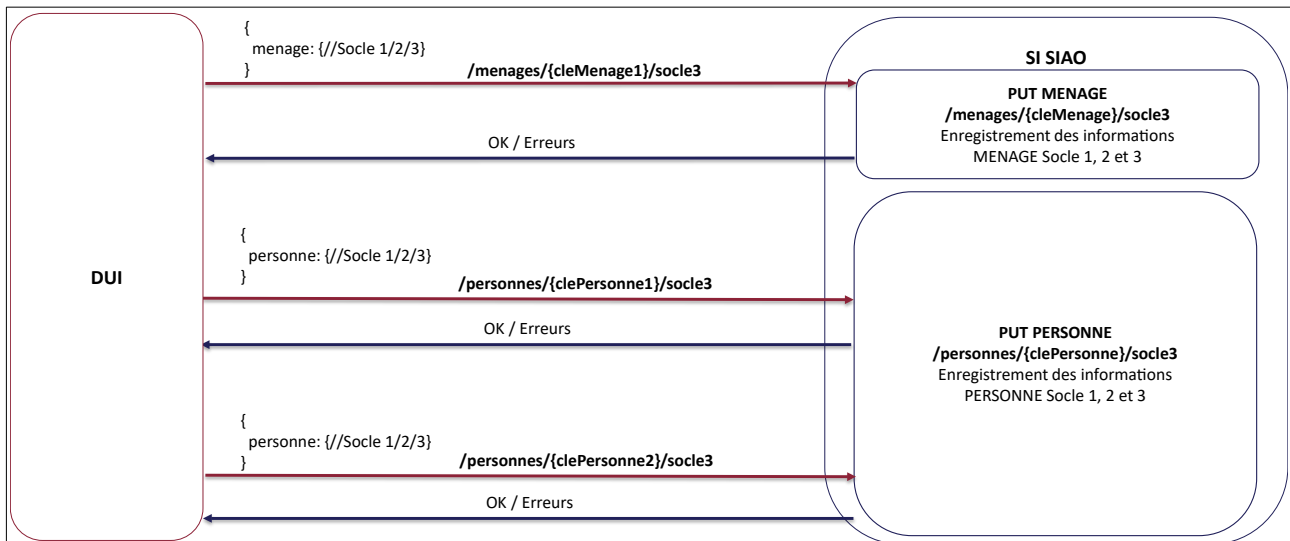 {
menage: {//Socle 1/2/3}
}
/menages/{cleMenage1}/socle3
OK / Erreurs
{
personne: {//Socle 1/2/3}
}
/personnes/{clePersonne1}/socle3
OK / Erreurs
{
personne: {//Socle 1/2/3}
}
/personnes/{clePersonne2}/socle3
OK / Erreurs
DUI
SI SIAO
PUT MENAGE
/menages/{cleMenage}/socle3
Enregistrement des informations
MENAGE Socle 1, 2 et 3
PUT PERSONNE
/personnes/{clePersonne}/socle3
Enregistrement des informations
PERSONNE Socle 1, 2 et 3